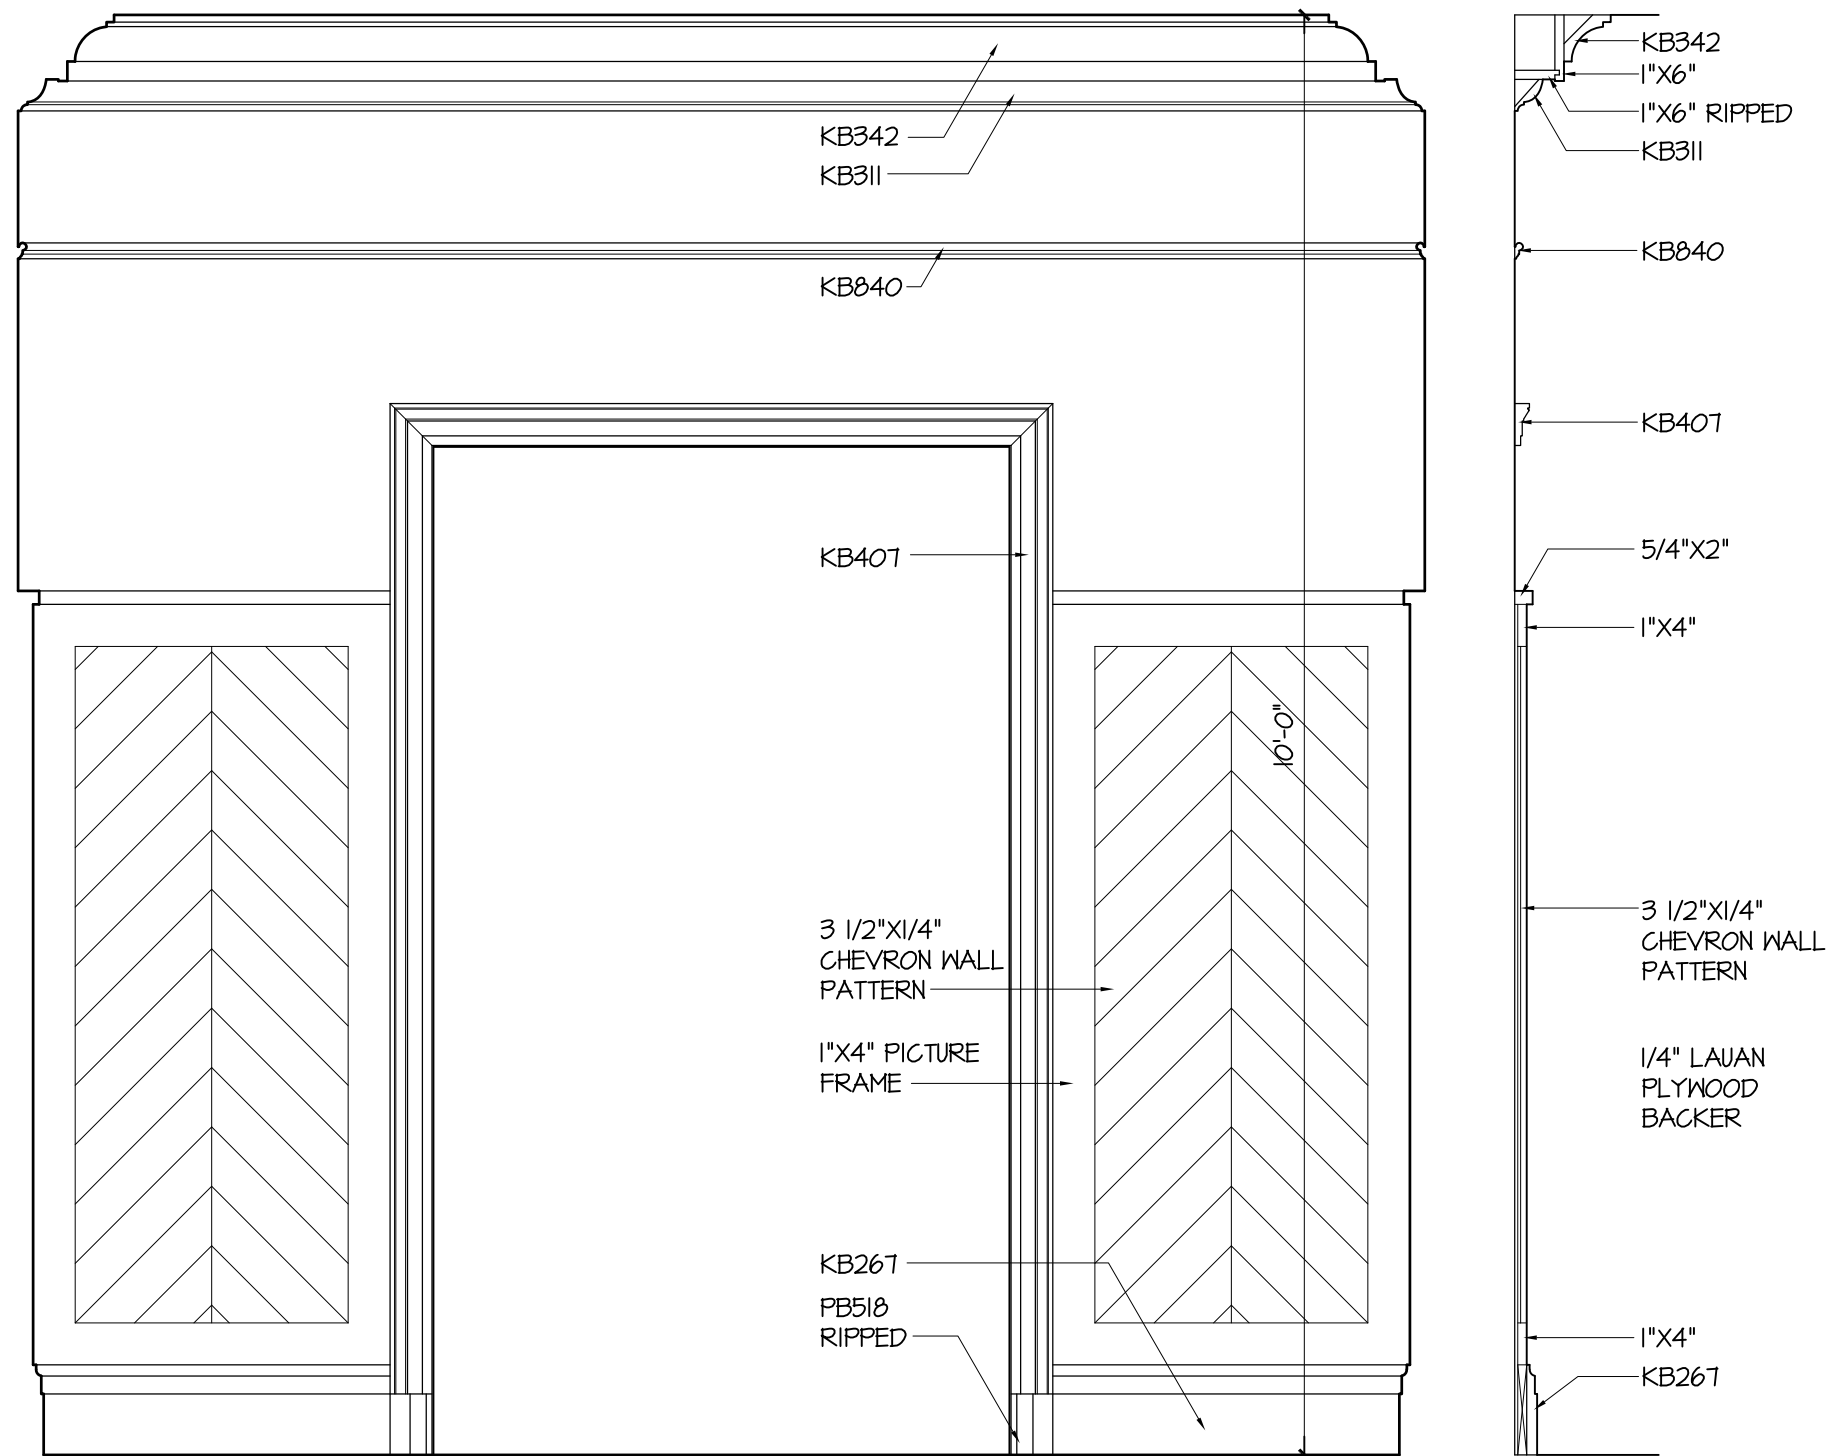 KB342
KB311
KB840
KB407
10'-0"
3 1/2"X1/4"
CHEVRON WALL
PATTERN
1"X4" PICTURE
FRAME
KB267
PB518
RIPPED
KB342
1"X6"
1"X6" RIPPED
KB311
KB840
KB407
5/4"X2"
1"X4"
3 1/2"X1/4"
CHEVRON WALL
PATTERN
1/4" LAUAN
PLYWOOD
BACKER
1"X4"
KB267